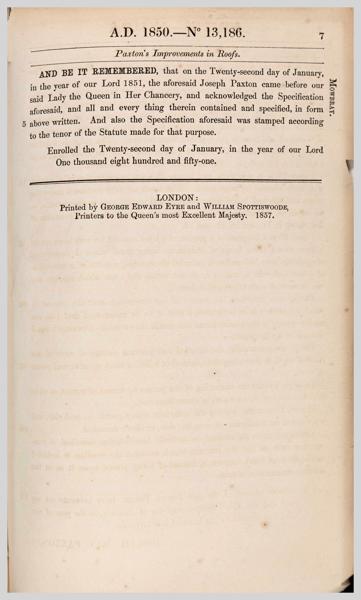 A.D. 1850.—Nº 13,186.
7
Paxton's Improvements in Roofs.
AND BE IT REMEMBERED, that on the Twenty-second day of January,
in the year of our Lord 1851, the aforesaid Joseph Paxton came before our
said Lady the Queen in Her Chancery, and acknowledged the Specification
aforesaid, and all and every thing therein contained and specified, in form
5 above written. And also the Specification aforesaid was stamped according
to the tenor of the Statute made for that purpose.
Enrolled the Twenty-second day of January, in the year of our Lord
One thousand eight hundred and fifty-one.
MOWBRAY.
LONDON:
Printed by GEORGE EDWARD EYRE and WILLIAM SPOTTISWOODE,
Printers to the Queen's most Excellent Majesty. 1857.